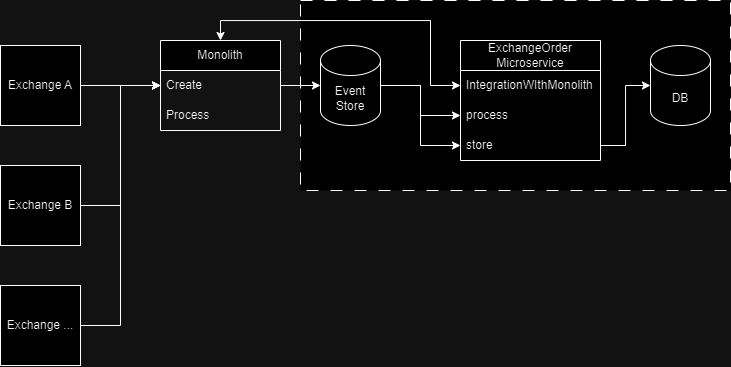 Exchange A
Exchange B
Exchange ...
Monolith
Create
Process
Event
Store
ExchangeOrder
Microservice
IntegrationWIthMonolith
process
store
DB